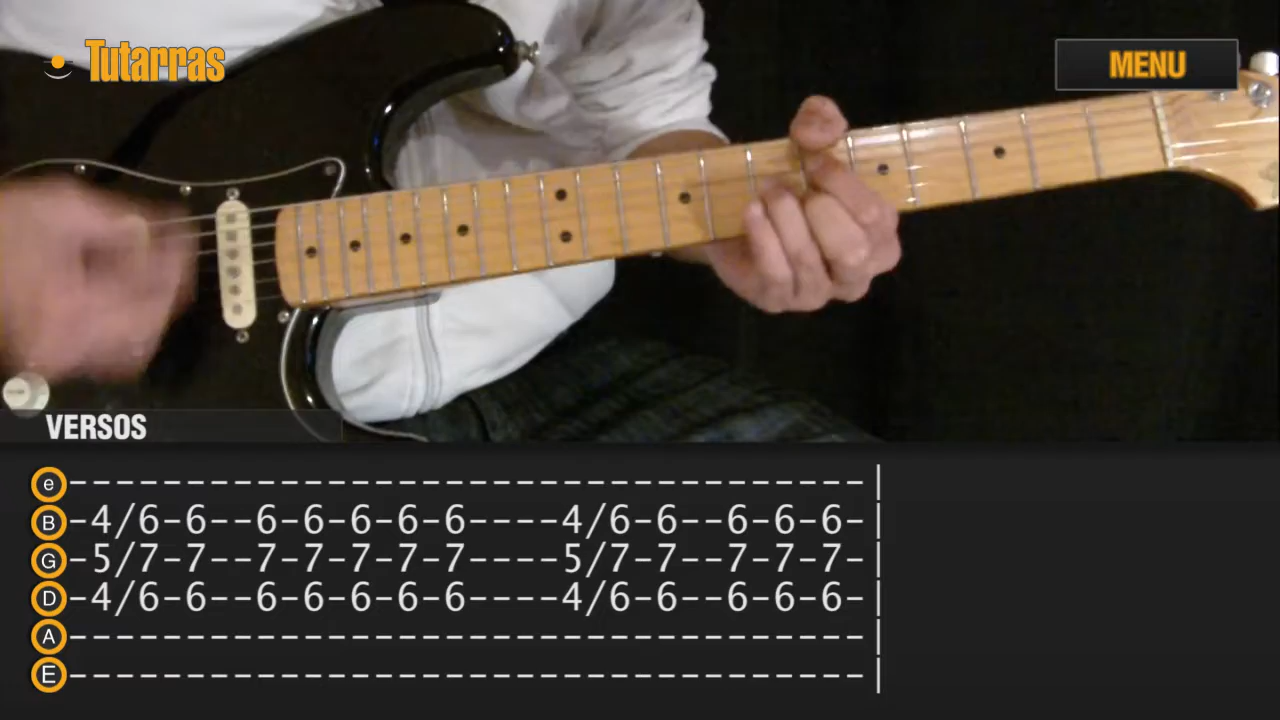 Tutarras
MENU
VERSOS
e--------------------------------|
B-4/6-6--6-6-6-6-6----4/6-6--6-6-6-|
G-5/7-7--7-7-7-7-7----5/7-7--7-7-7-|
D-4/6-6--6-6-6-6-6----4/6-6--6-6-6-|
A----------------------------------|
E----------------------------------|